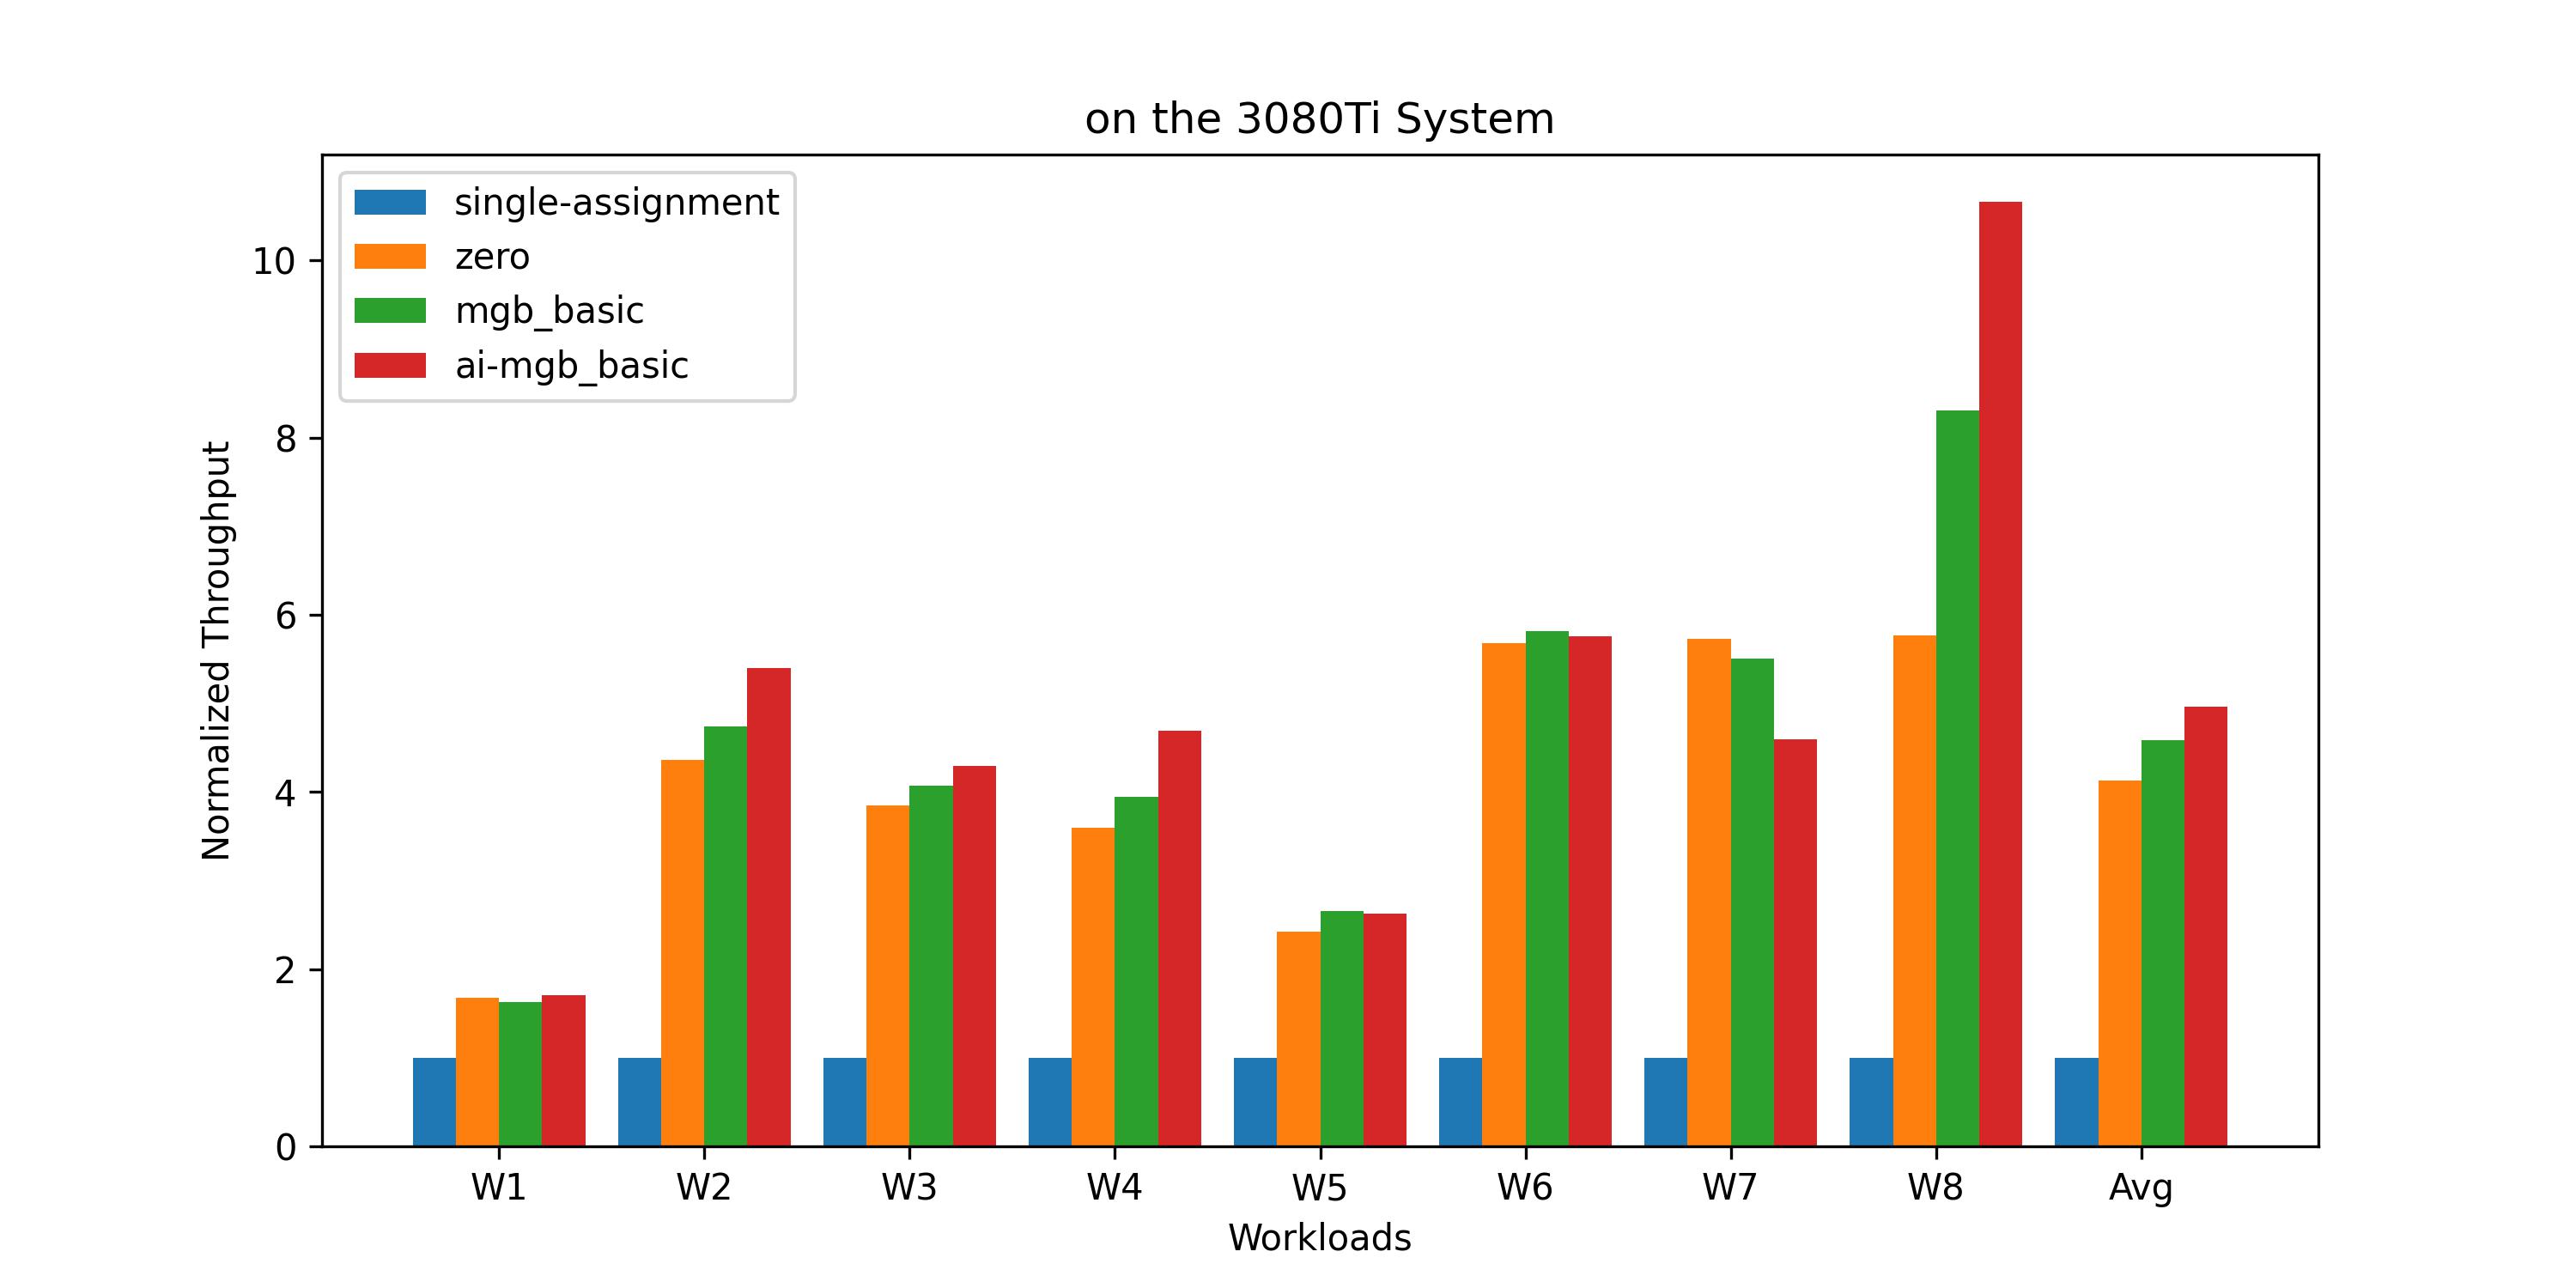 on the 3080Ti System
single-assignment
zero
mgb_basic
ai-mgb_basic
Normalized Throughput
10
8
6
4
2
0
W1 W2 W3 W4 W5 W6 W7 W8 Avg
Workloads